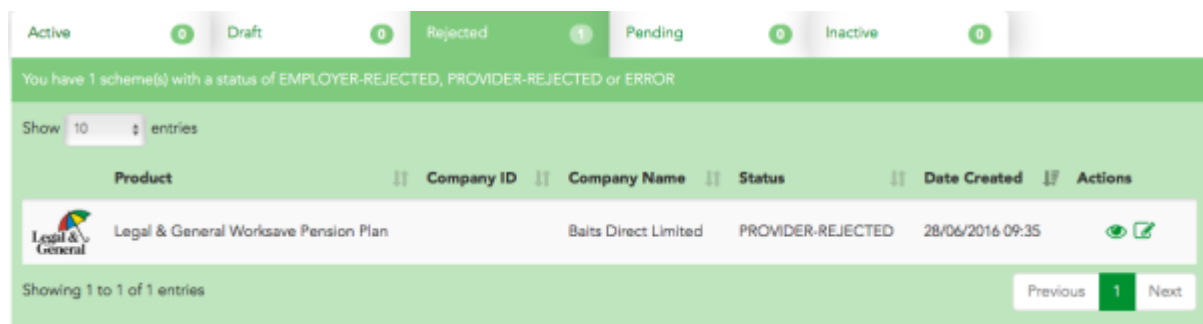 Active 0 Draft 0 Rejected 1 Pending 0 Inactive 0
You have 1 scheme(s) with a status of EMPLOYER-REJECTED, PROVIDER-REJECTED or ERROR
Show 10 entries
Product Company ID Company Name Status Date Created Actions
Legal & General Legal & General Worksave Pension Plan Baits Direct Limited PROVIDER-REJECTED 28/06/2016 09:35
Showing 1 to 1 of 1 entries Previous 1 Next